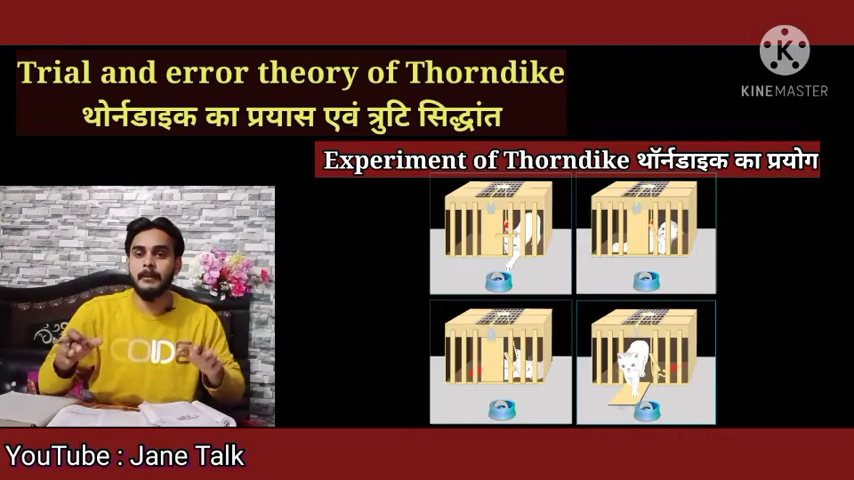 Trial and error theory of Thorndike
थोर्नडाइक का प्रयास एवं त्रुटि सिद्धांत
KINEMASTER
Experiment of Thorndike थॉर्नडाइक का प्रयोग
YouTube : Jane Talk